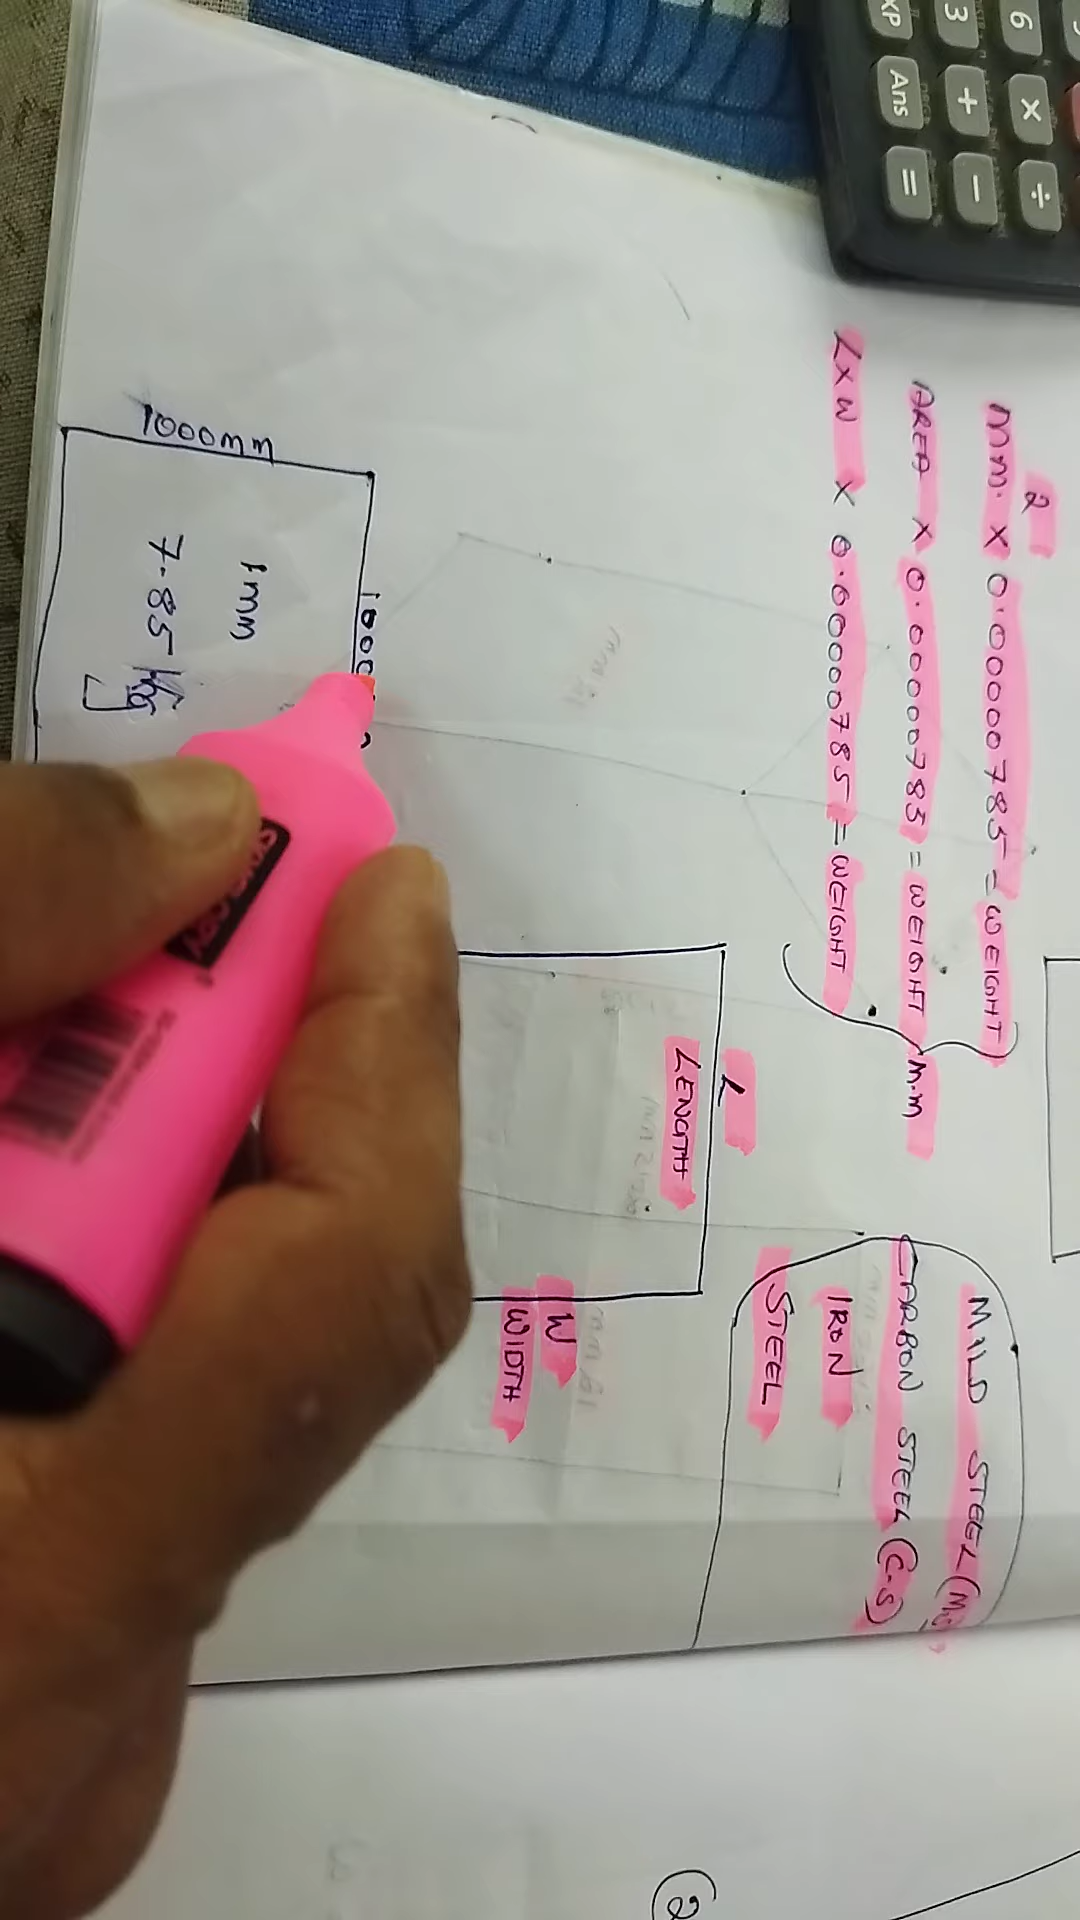 2
MM. X 0.00000785 = WEIGHT
AREA X 0.00000785 = WEIGHT
L X W X 0.00000785 = WEIGHT
M.M
MILD STEEL (M.S)
CARBON STEEL (C.S)
IRON
STEEL
L
LENGTH
W
WIDTH
1000mm
1mm
7.85 kg
2
6
X
÷
3
+
−
Ans
=